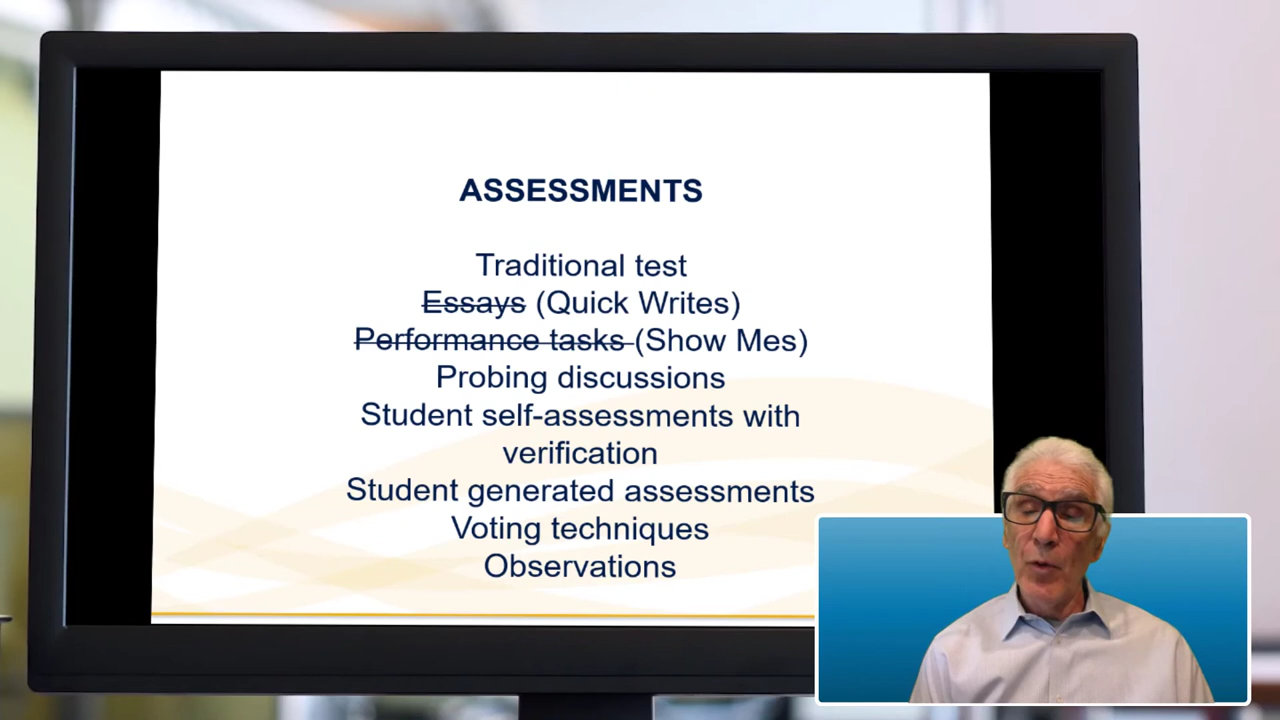 ASSESSMENTS
Traditional test
Essays (Quick Writes)
Performance tasks (Show Mes)
Probing discussions
Student self-assessments with
verification
Student generated assessments
Voting techniques
Observations